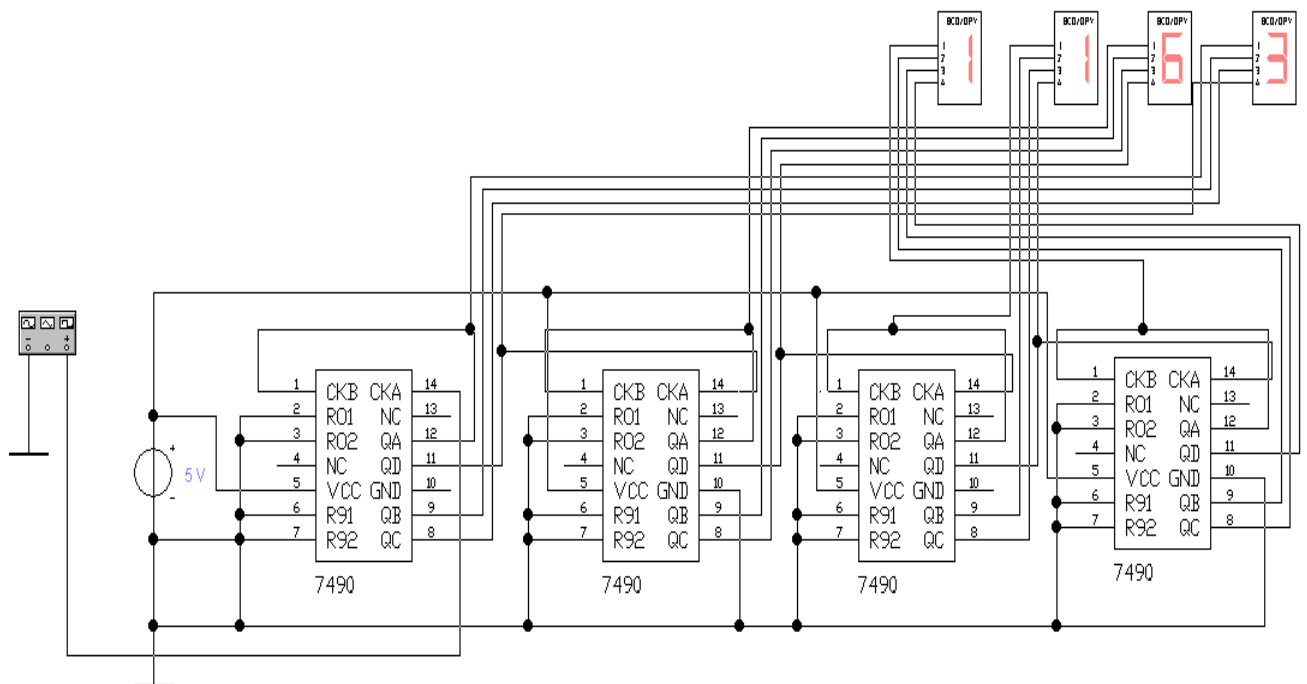 BCD/DPY BCD/DPY BCD/DPY BCD/DPY
1 1 1 1
2 2 2 2
3 3 3 3
4 4 4 4
1 1 6 3
- +
+
5 V
-
1 CKB CKA 14
2 RO1 NC 13
3 RO2 QA 12
4 NC QD 11
5 VCC GND 10
6 R91 QB 9
7 R92 QC 8
7490
1 CKB CKA 14
2 RO1 NC 13
3 RO2 QA 12
4 NC QD 11
5 VCC GND 10
6 R91 QB 9
7 R92 QC 8
7490
1 CKB CKA 14
2 RO1 NC 13
3 RO2 QA 12
4 NC QD 11
5 VCC GND 10
6 R91 QB 9
7 R92 QC 8
7490
1 CKB CKA 14
2 RO1 NC 13
3 RO2 QA 12
4 NC QD 11
5 VCC GND 10
6 R91 QB 9
7 R92 QC 8
7490